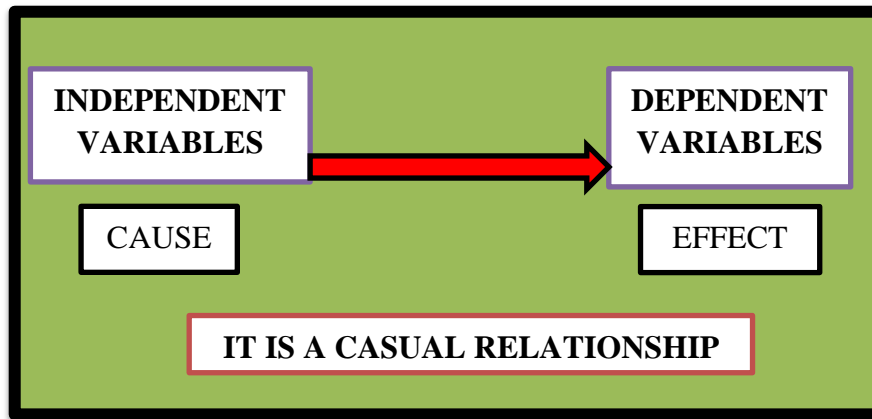 INDEPENDENT
VARIABLES
DEPENDENT
VARIABLES
CAUSE
EFFECT
IT IS A CASUAL RELATIONSHIP